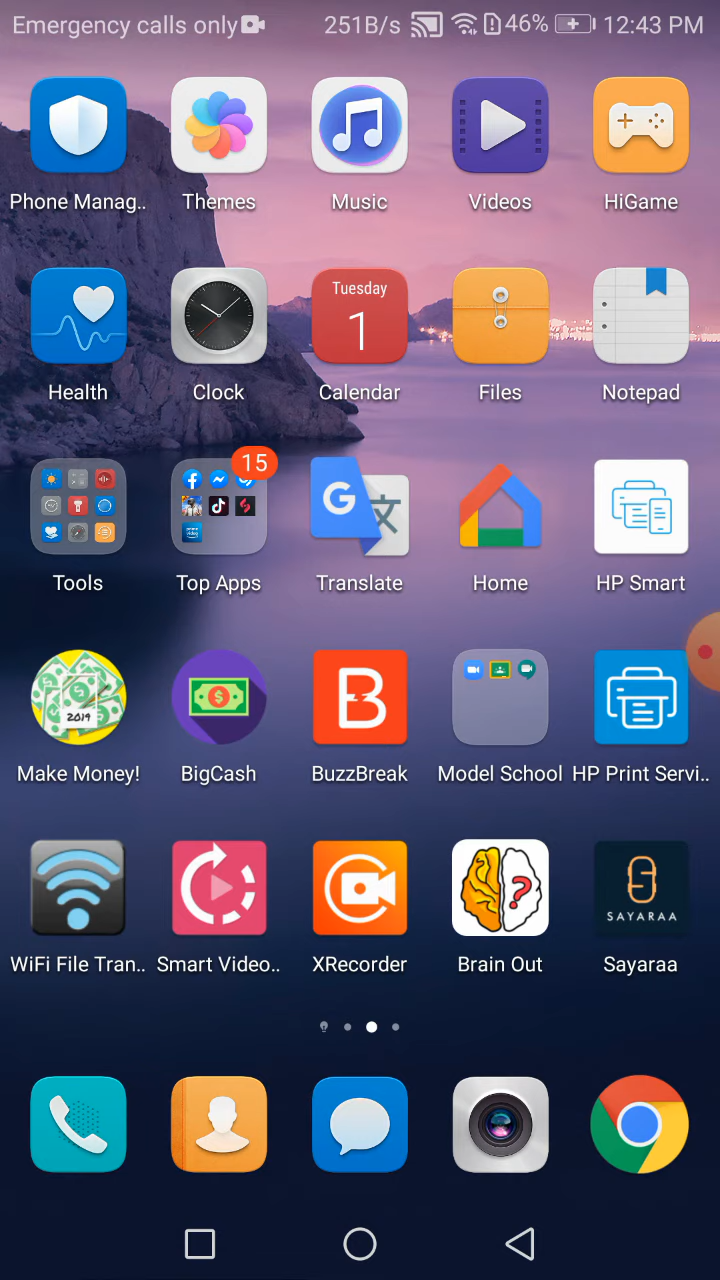 Emergency calls only 251B/s 46% 12:43 PM
Phone Manag.. Themes Music Videos HiGame
Tuesday
1
Health Clock Calendar Files Notepad
15
G 文
Tools Top Apps Translate Home HP Smart
2019
Make Money! BigCash BuzzBreak Model School HP Print Servi..
SAYARAA
WiFi File Tran.. Smart Video.. XRecorder Brain Out Sayaraa